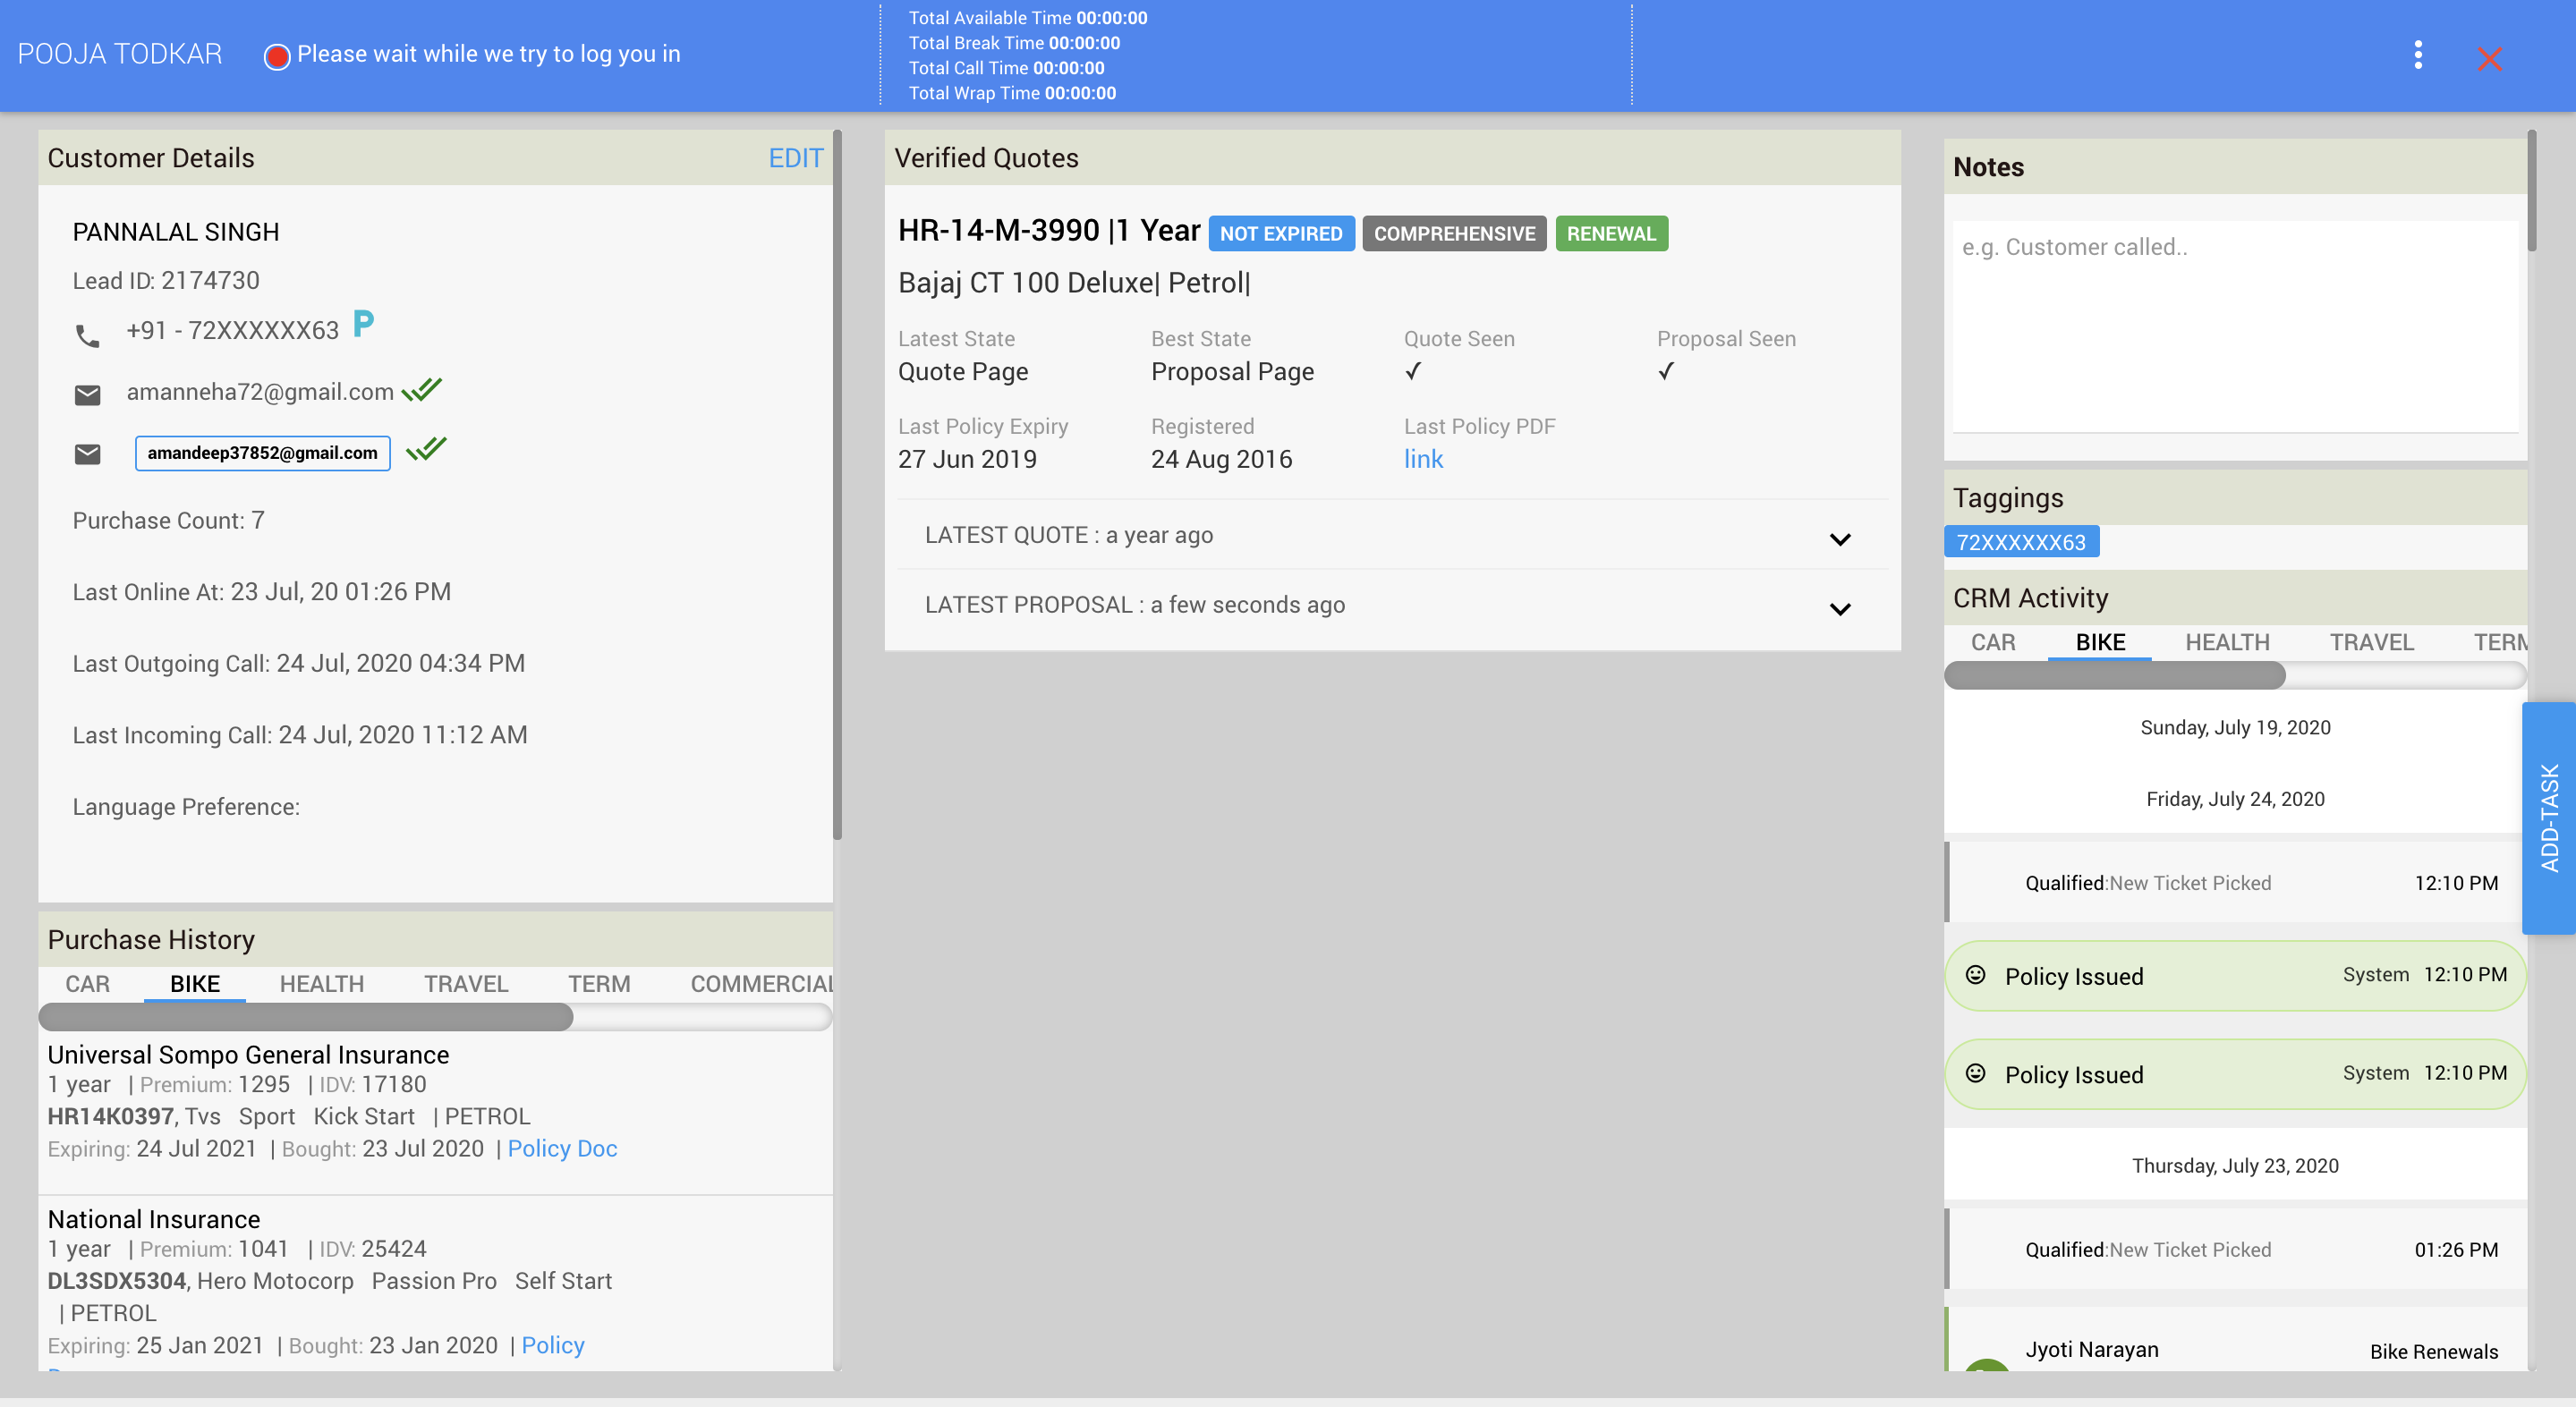 POOJA TODKAR
Please wait while we try to log you in
Total Available Time 00:00:00
Total Break Time 00:00:00
Total Call Time 00:00:00
Total Wrap Time 00:00:00
Customer Details EDIT
PANNALAL SINGH
Lead ID: 2174730
+91 - 72XXXXXX63 P
amanneha72@gmail.com
amandeep37852@gmail.com
Purchase Count: 7
Last Online At: 23 Jul, 20 01:26 PM
Last Outgoing Call: 24 Jul, 2020 04:34 PM
Last Incoming Call: 24 Jul, 2020 11:12 AM
Language Preference:
Purchase History
CAR BIKE HEALTH TRAVEL TERM COMMERCIAL
Universal Sompo General Insurance
1 year | Premium: 1295 | IDV: 17180
HR14K0397, Tvs Sport Kick Start | PETROL
Expiring: 24 Jul 2021 | Bought: 23 Jul 2020 | Policy Doc
National Insurance
1 year | Premium: 1041 | IDV: 25424
DL3SDX5304, Hero Motocorp Passion Pro Self Start
| PETROL
Expiring: 25 Jan 2021 | Bought: 23 Jan 2020 | Policy
Verified Quotes
HR-14-M-3990 |1 Year NOT EXPIRED COMPREHENSIVE RENEWAL
Bajaj CT 100 Deluxe| Petrol|
Latest State Best State Quote Seen Proposal Seen
Quote Page Proposal Page ✓ ✓
Last Policy Expiry Registered Last Policy PDF
27 Jun 2019 24 Aug 2016 link
LATEST QUOTE : a year ago
LATEST PROPOSAL : a few seconds ago
Notes
e.g. Customer called..
Taggings
72XXXXXX63
CRM Activity
CAR BIKE HEALTH TRAVEL TERM
Sunday, July 19, 2020
Friday, July 24, 2020
Qualified:New Ticket Picked 12:10 PM
Policy Issued System 12:10 PM
Policy Issued System 12:10 PM
Thursday, July 23, 2020
Qualified:New Ticket Picked 01:26 PM
Jyoti Narayan Bike Renewals
ADD-TASK